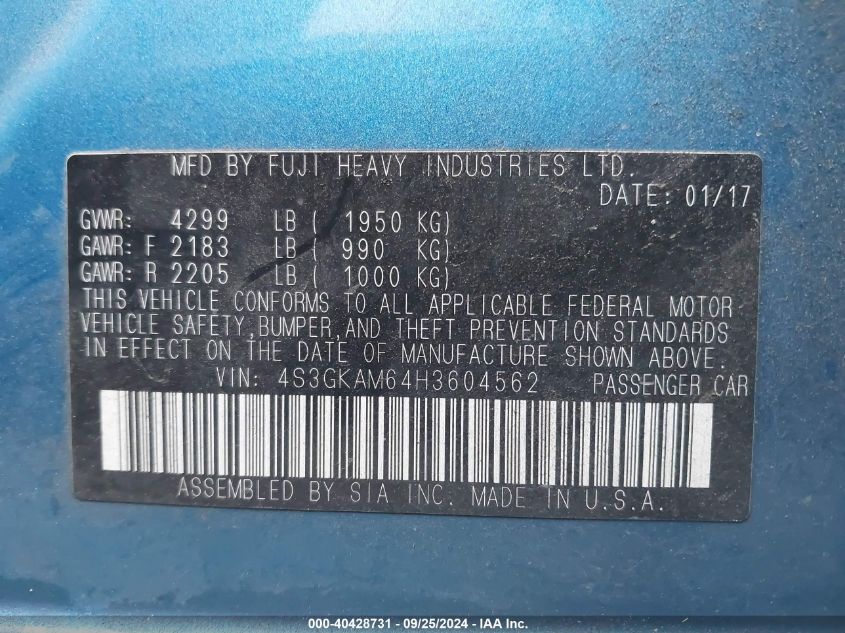 MFD BY FUJI HEAVY INDUSTRIES LTD.
DATE: 01/17
GVWR: 4299 LB ( 1950 KG)
GAWR: F 2183 LB ( 990 KG)
GAWR: R 2205 LB ( 1000 KG)
THIS VEHICLE CONFORMS TO ALL APPLICABLE FEDERAL MOTOR
VEHICLE SAFETY,BUMPER,AND THEFT PREVENTION STANDARDS
IN EFFECT ON THE DATE OF MANUFACTURE SHOWN ABOVE.
VIN: 4S3GKAM64H3604562 PASSENGER CAR
ASSEMBLED BY SIA INC. MADE IN U.S.A.
000-40428731 - 09/25/2024 - IAA Inc.